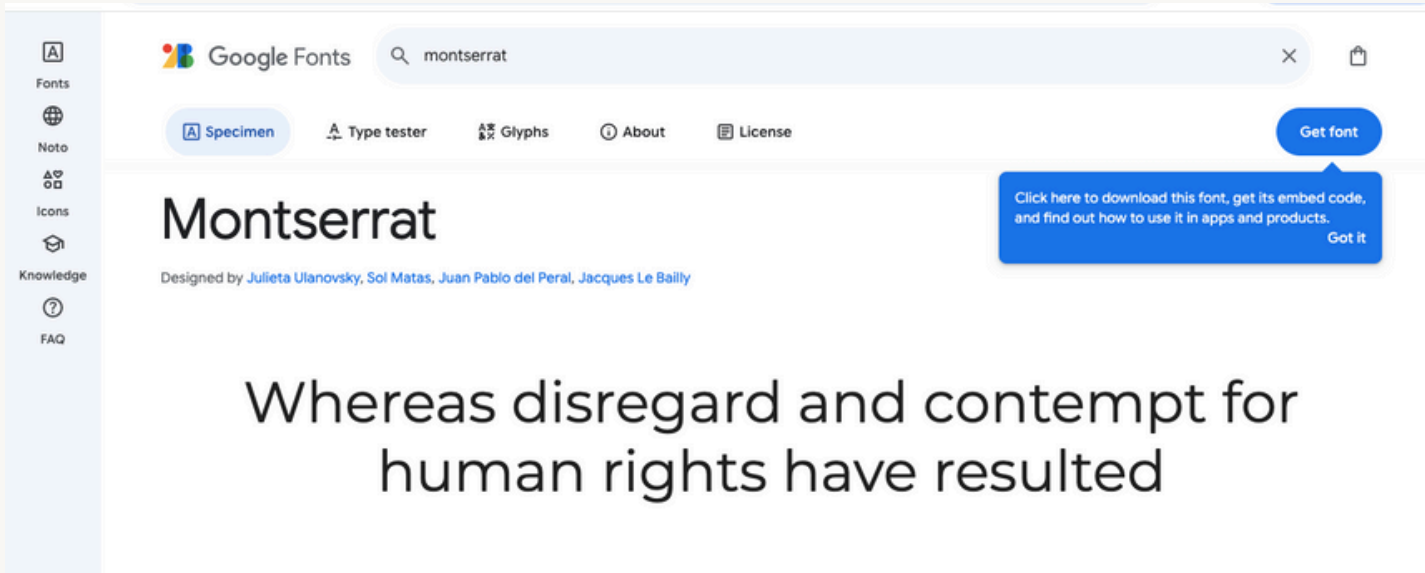 Fonts
Noto
Icons
Knowledge
FAQ
Google Fonts
montserrat
Specimen
Type tester
Glyphs
About
License
Get font
Click here to download this font, get its embed code,
and find out how to use it in apps and products.
Got it
Montserrat
Designed by Julieta Ulanovsky, Sol Matas, Juan Pablo del Peral, Jacques Le Bailly
Whereas disregard and contempt for
human rights have resulted